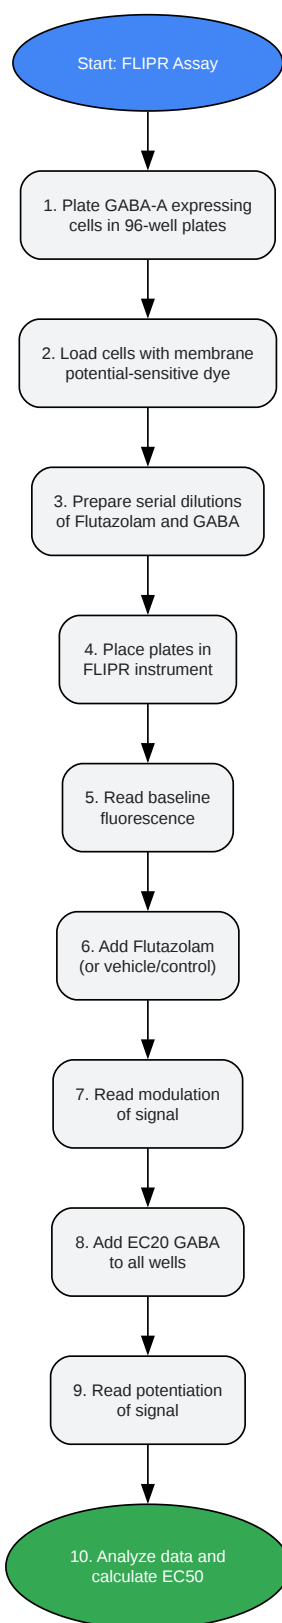 Start: FLIPR Assay
1. Plate GABA-A expressing
cells in 96-well plates
2. Load cells with membrane
potential-sensitive dye
3. Prepare serial dilutions
of Flutazolam and GABA
4. Place plates in
FLIPR instrument
5. Read baseline
fluorescence
6. Add Flutazolam
(or vehicle/control)
7. Read modulation
of signal
8. Add EC20 GABA
to all wells
9. Read potentiation
of signal
10. Analyze data and
calculate EC50